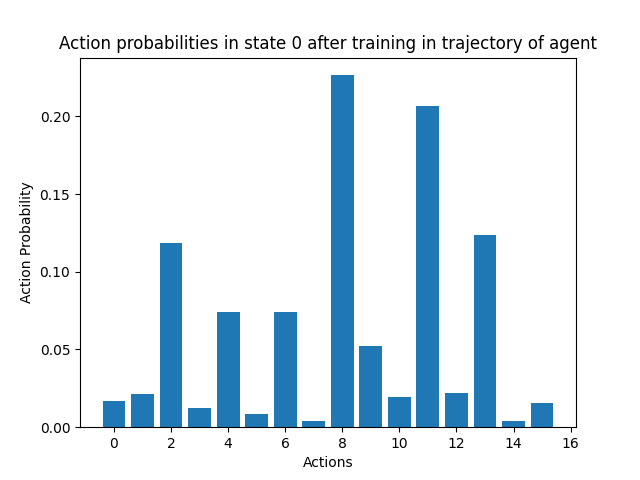 Action probabilities in state 0 after training in trajectory of agent
Action Probability
0.20
0.15
0.10
0.05
0.00
0 2 4 6 8 10 12 14 16
Actions